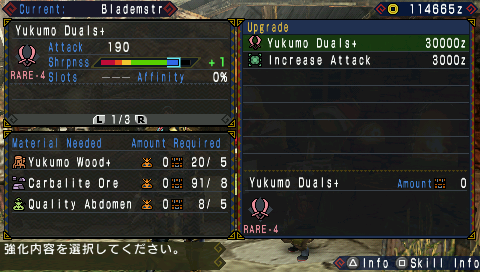 Current: Blademstr
114665z
Yukumo Duals+
Attack 190
Shrpnss +1
RARE-4 Slots --- Affinity 0%
L 1/3 R
Material Needed Amount Required
Yukumo Wood+ 0 20/ 5
Carbalite Ore 0 91/ 8
Quality Abdomen 0 8/ 5
Upgrade
Yukumo Duals+ 30000z
Increase Attack 3000z
Yukumo Duals+ Amount 0
RARE-4
強化内容を選択してください。
△ Info □ Skill Info